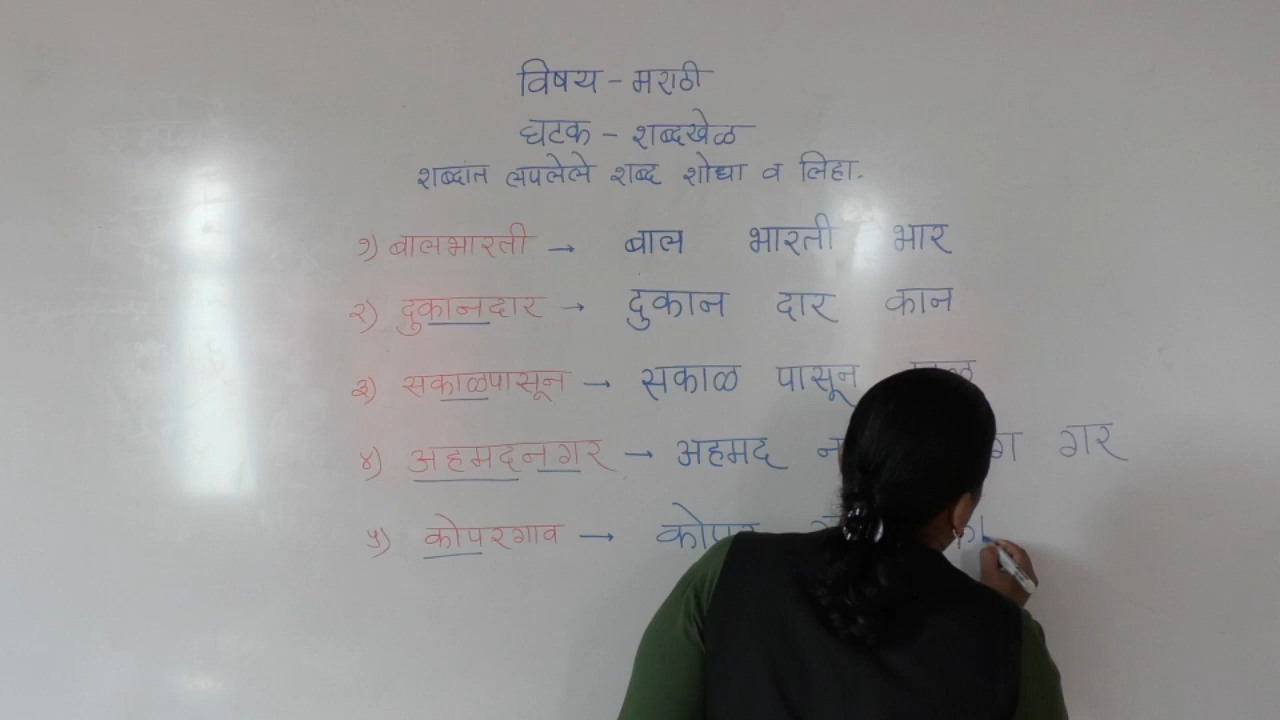 विषय - मराठी
घटक - शब्दखेळ
शब्दांत लपलेले शब्द शोधा व लिहा.
१) बालभारती → बाल भारती भार
२) दुकानदार → दुकान दार कान
३) सकाळपासून → सकाळ पासून
४) अहमदनगर → अहमद गर
५) कोपरगाव →